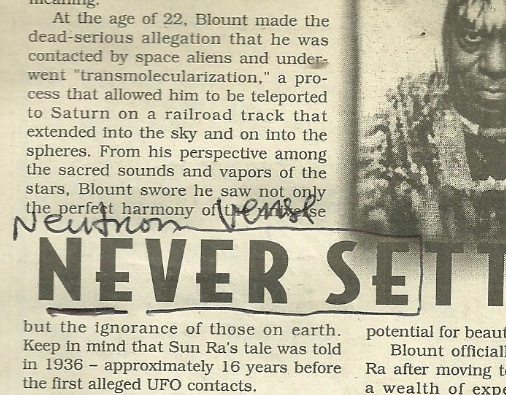 meaning.
At the age of 22, Blount made the
dead-serious allegation that he was
contacted by space aliens and under-
went "transmolecularization," a pro-
cess that allowed him to be teleported
to Saturn on a railroad track that
extended into the sky and on into the
spheres. From his perspective among
the sacred sounds and vapors of the
stars, Blount swore he saw not only
the perfect harmony of the universe
NEVER SETT
but the ignorance of those on earth.
Keep in mind that Sun Ra's tale was told
in 1936 – approximately 16 years before
the first alleged UFO contacts.
potential for beaut
Blount officiall
Ra after moving to
a wealth of expe